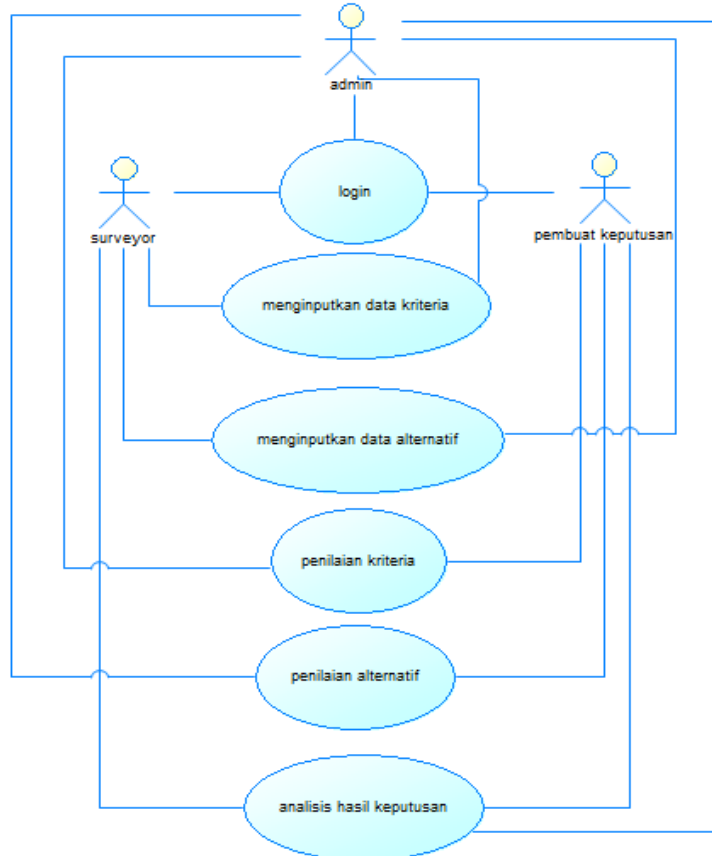 admin
login
surveyor
pembuat keputusan
menginputkan data kriteria
menginputkan data alternatif
penilaian kriteria
penilaian alternatif
analisis hasil keputusan